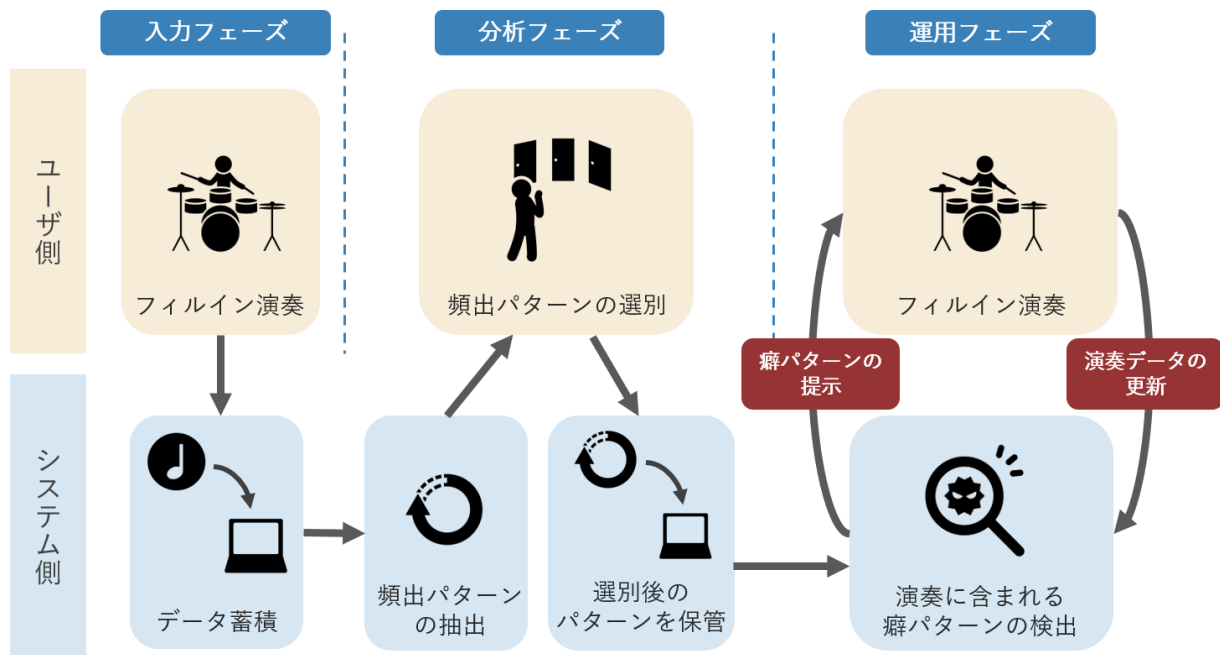 入力フェーズ
分析フェーズ
運用フェーズ
ユーザ側
フィルイン演奏
頻出パターンの選別
フィルイン演奏
癖パターンの
提示
演奏データの
更新
システム側
データ蓄積
頻出パターン
の抽出
選別後の
パターンを保管
演奏に含まれる
癖パターンの検出